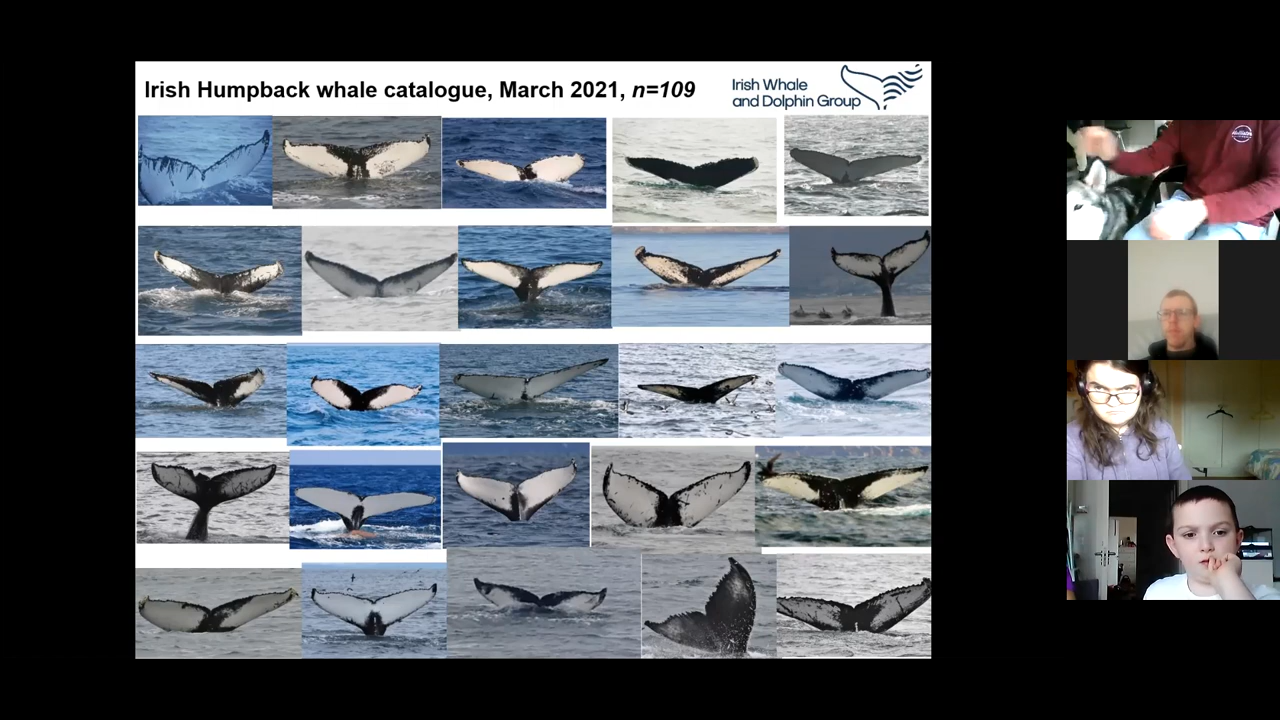 Irish Humpback whale catalogue, March 2021, n=109
Irish Whale
and Dolphin Group